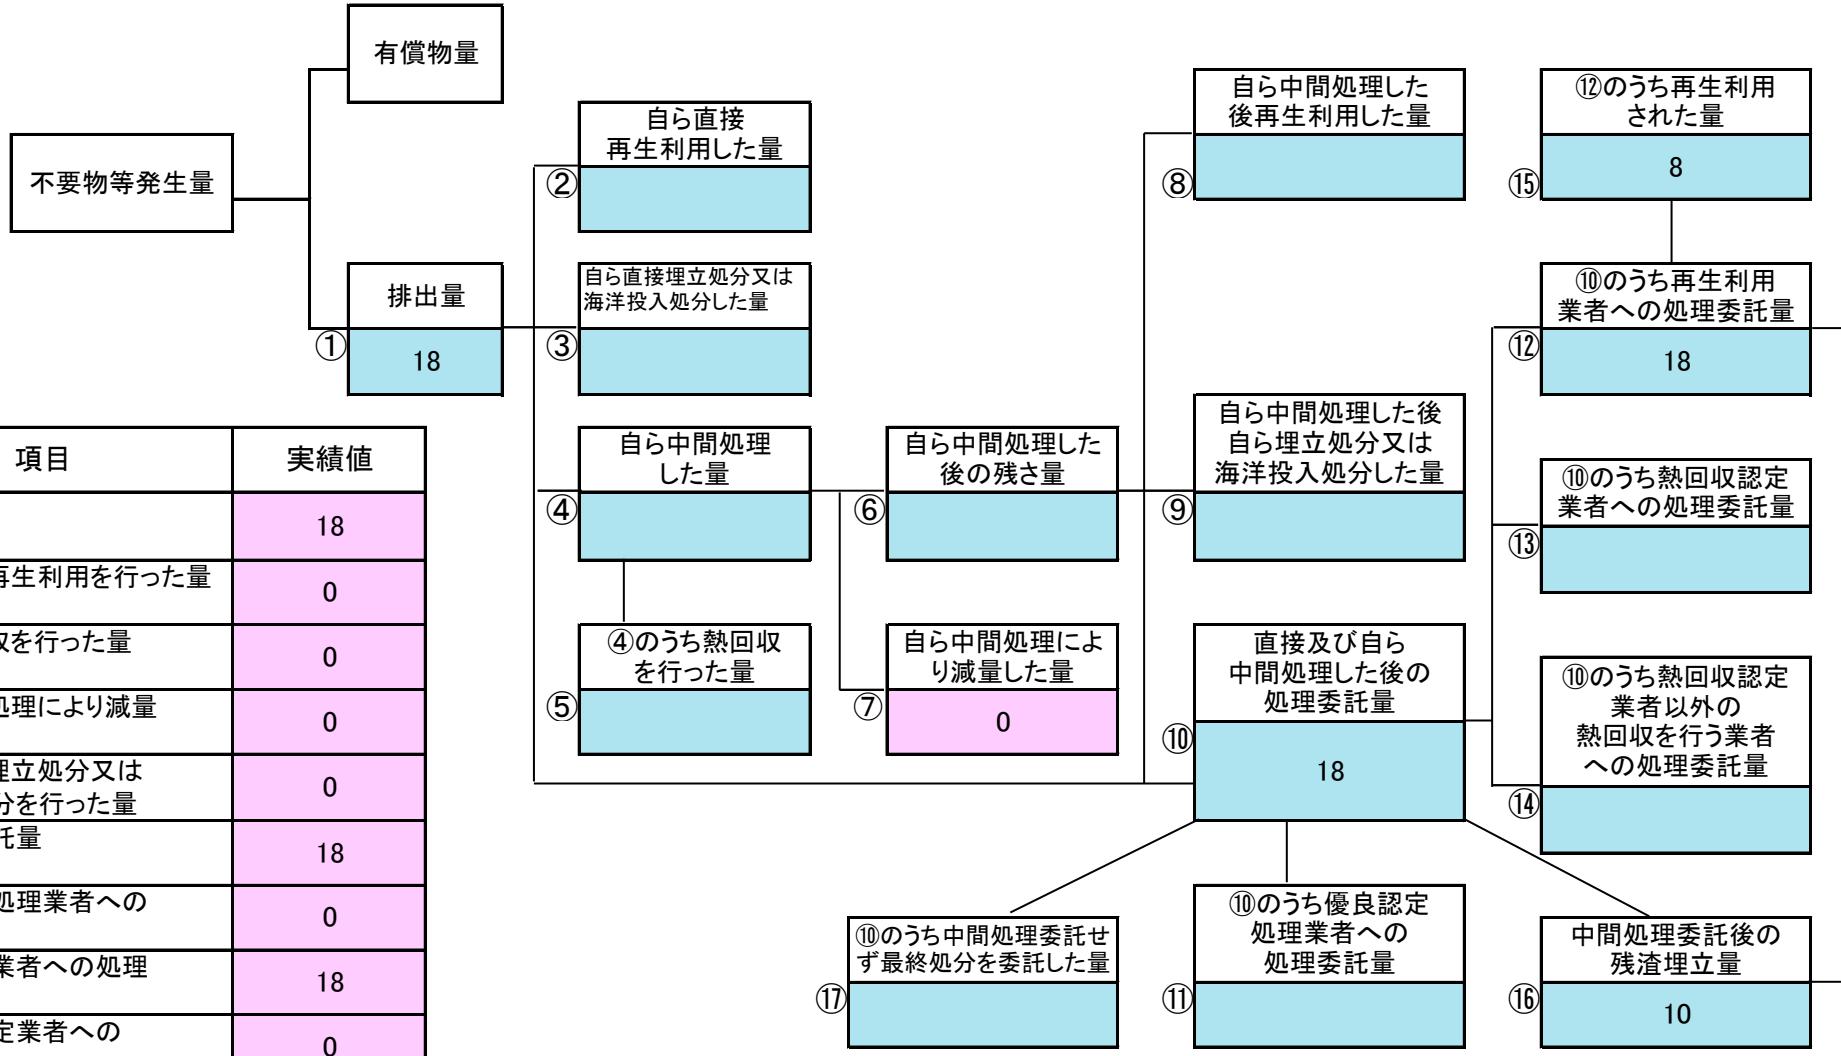 有償物量
不要物等発生量
排出量
①
18
自ら直接
再生利用した量
②
自ら直接埋立処分又は
海洋投入処分した量
③
自ら中間処理
した量
④
④のうち熱回収
を行った量
⑤
自ら中間処理した
後の残さ量
⑥
自ら中間処理によ
り減量した量
⑦
0
自ら中間処理した
後再生利用した量
⑧
自ら中間処理した後
自ら埋立処分又は
海洋投入処分した量
⑨
直接及び自ら
中間処理した後の
処理委託量
⑩
18
⑫のうち再生利用
された量
⑮
8
⑩のうち再生利用
業者への処理委託量
⑫
18
⑩のうち熱回収認定
業者への処理委託量
⑬
⑩のうち熱回収認定
業者以外の
熱回収を行う業者
への処理委託量
⑭
⑩のうち中間処理委託せ
ず最終処分を委託した量
⑰
⑩のうち優良認定
処理業者への
処理委託量
⑪
中間処理委託後の
残渣埋立量
⑯
10
項目
実績値
18
再生利用を行った量
0
収を行った量
0
処理により減量
0
埋立処分又は
分を行った量
0
託量
18
処理業者への
0
業者への処理
18
定業者への
0